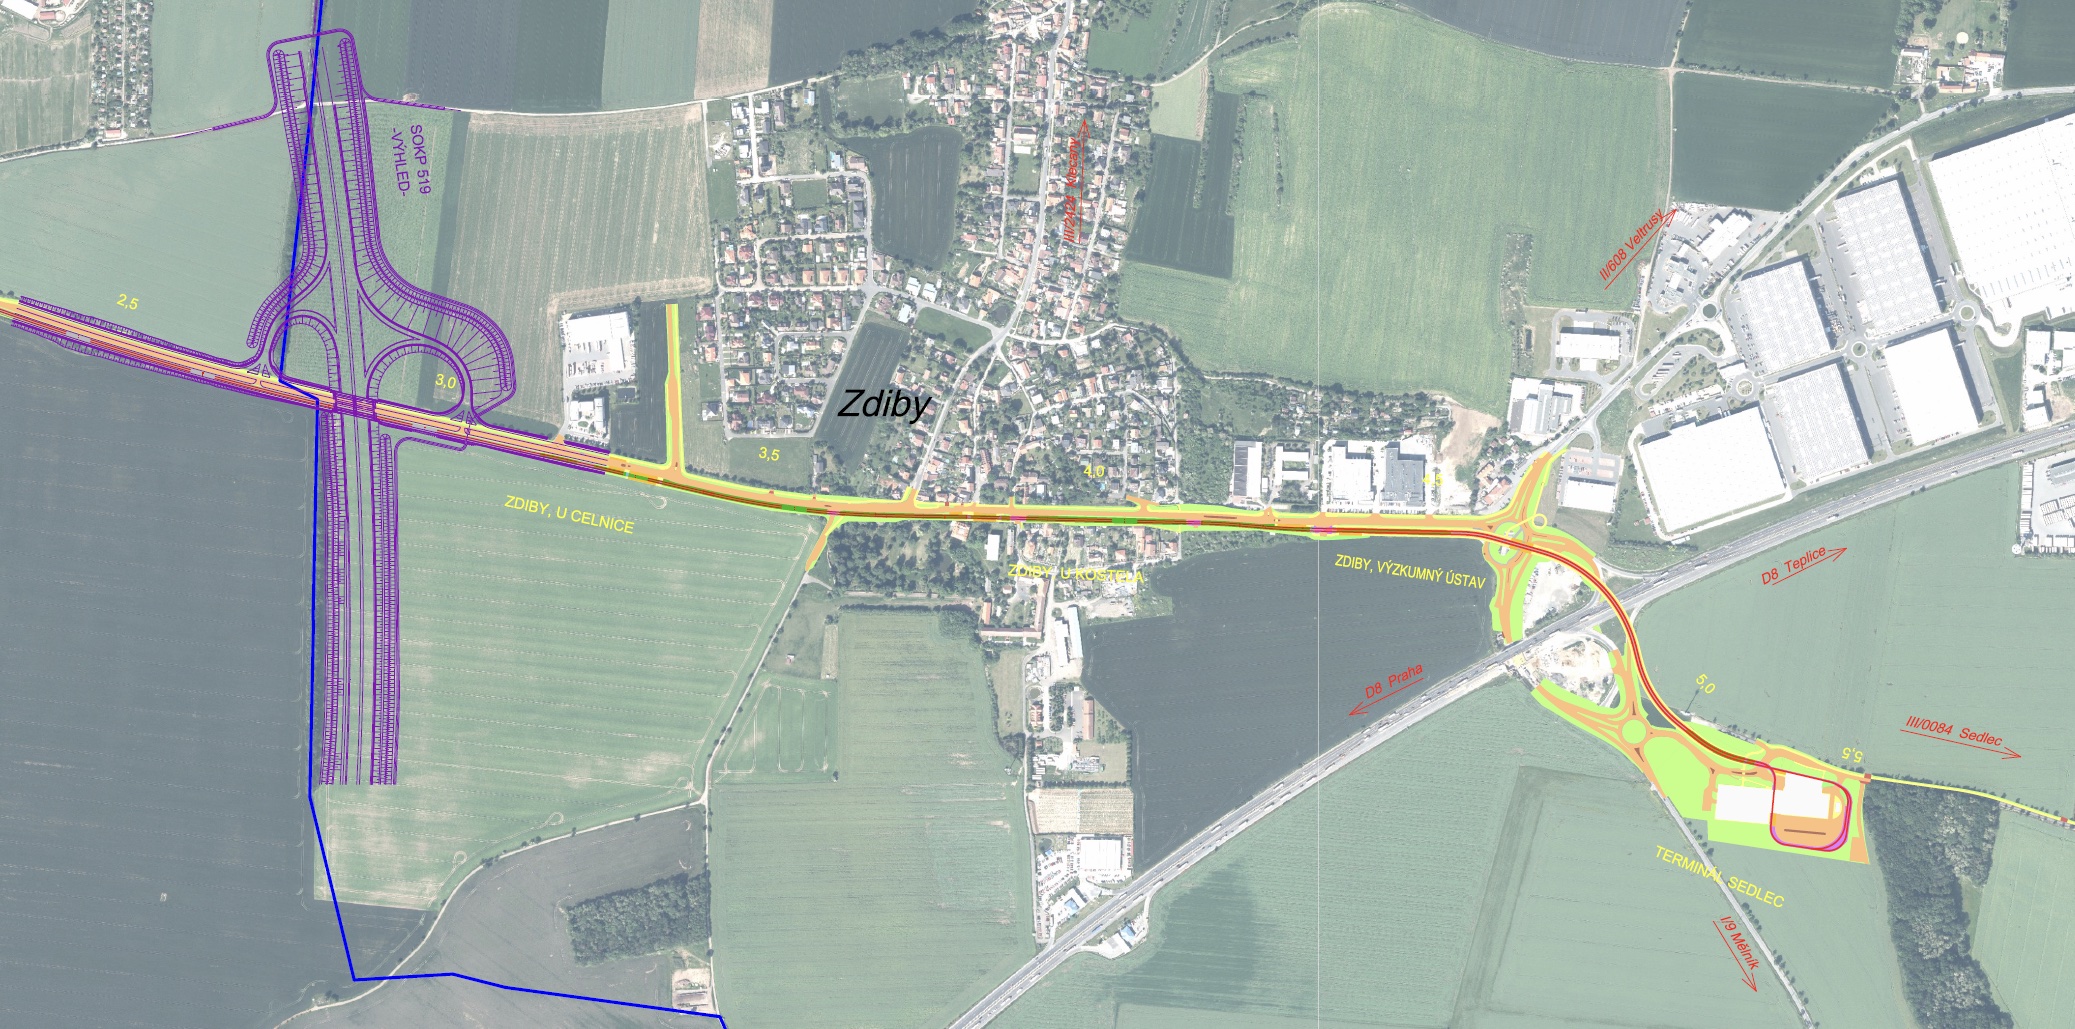 SOKP 519
-VÝHLED-
III/2424 Klecany
II/608 Veltrusy
2,5
3,0
Zdiby
3,5
4,0
4,5
ZDIBY, U CELNICE
ZDIBY, U KOSTELA
ZDIBY, VÝZKUMNÝ ÚSTAV
D8 Teplice
D8 Praha
5,0
III/0084 Sedlec
5,5
TERMINÁL SEDLEC
I/9 Mělník